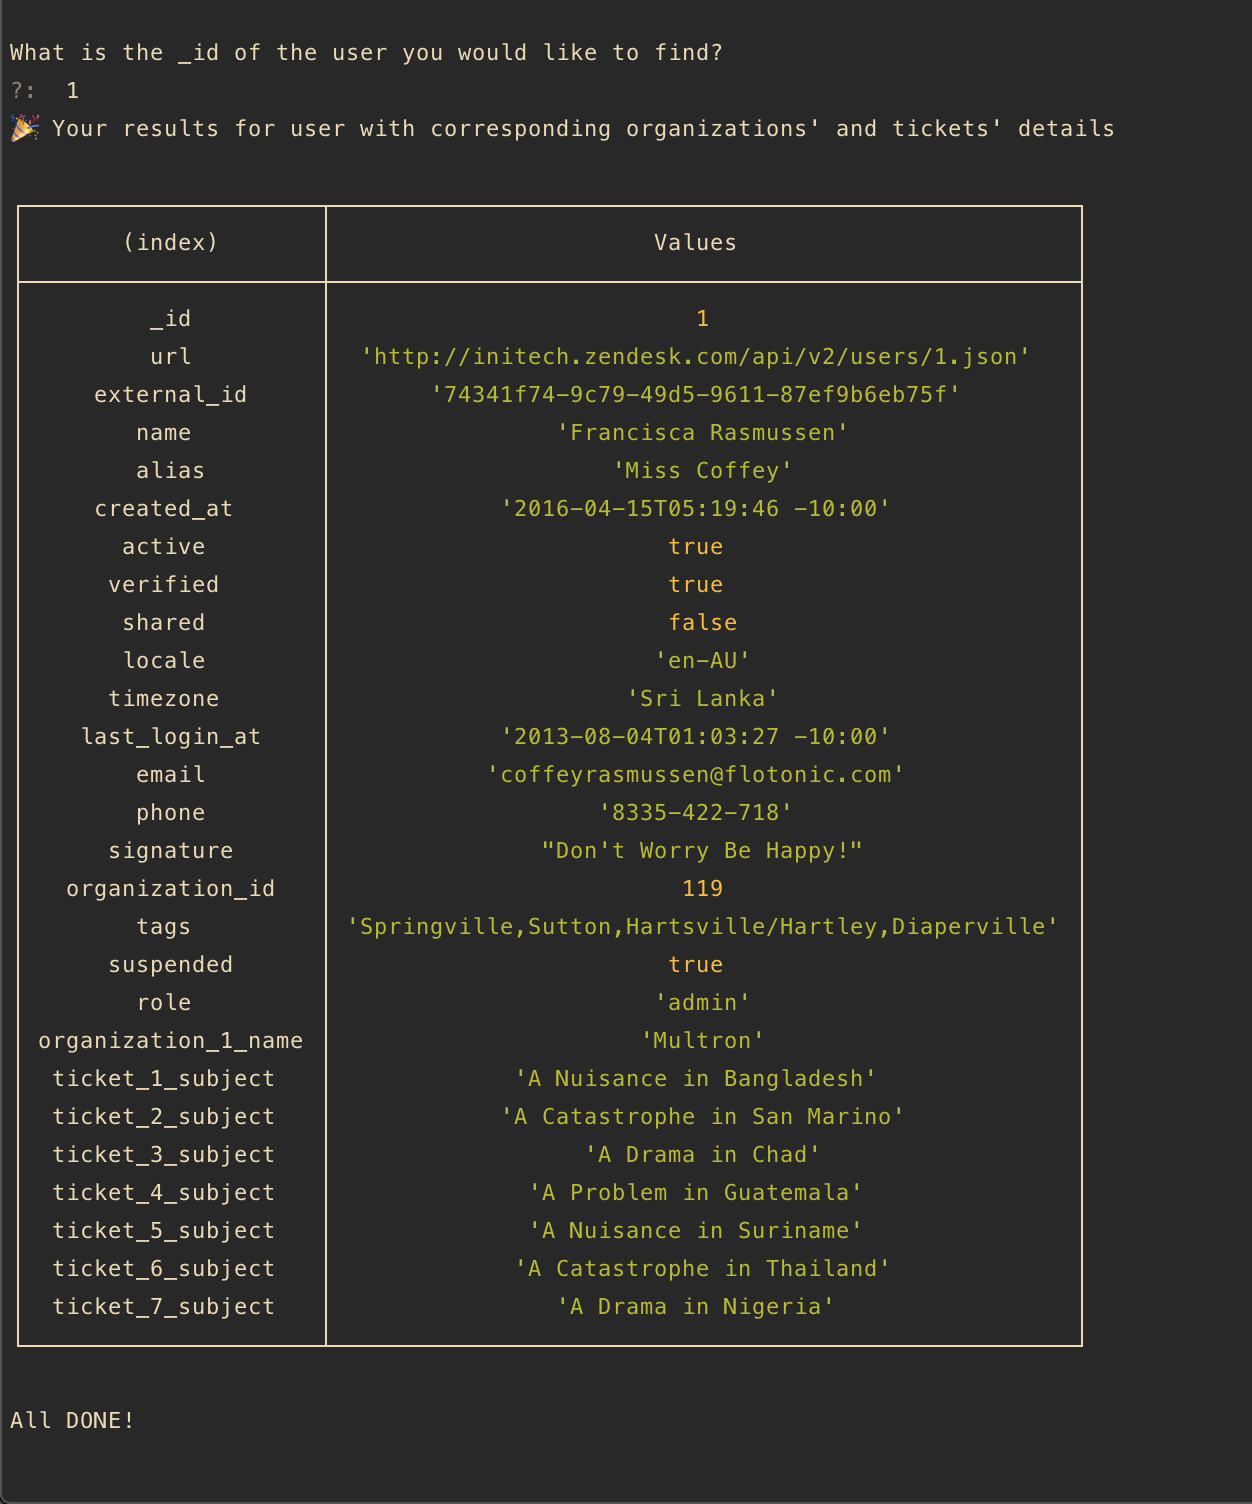 What is the _id of the user you would like to find?
?:  1
🎉 Your results for user with corresponding organizations' and tickets' details
(index) Values
_id 1
url 'http://initech.zendesk.com/api/v2/users/1.json'
external_id '74341f74-9c79-49d5-9611-87ef9b6eb75f'
name 'Francisca Rasmussen'
alias 'Miss Coffey'
created_at '2016-04-15T05:19:46 -10:00'
active true
verified true
shared false
locale 'en-AU'
timezone 'Sri Lanka'
last_login_at '2013-08-04T01:03:27 -10:00'
email 'coffeyrasmussen@flotonic.com'
phone '8335-422-718'
signature "Don't Worry Be Happy!"
organization_id 119
tags 'Springville,Sutton,Hartsville/Hartley,Diaperville'
suspended true
role 'admin'
organization_1_name 'Multron'
ticket_1_subject 'A Nuisance in Bangladesh'
ticket_2_subject 'A Catastrophe in San Marino'
ticket_3_subject 'A Drama in Chad'
ticket_4_subject 'A Problem in Guatemala'
ticket_5_subject 'A Nuisance in Suriname'
ticket_6_subject 'A Catastrophe in Thailand'
ticket_7_subject 'A Drama in Nigeria'
All DONE!